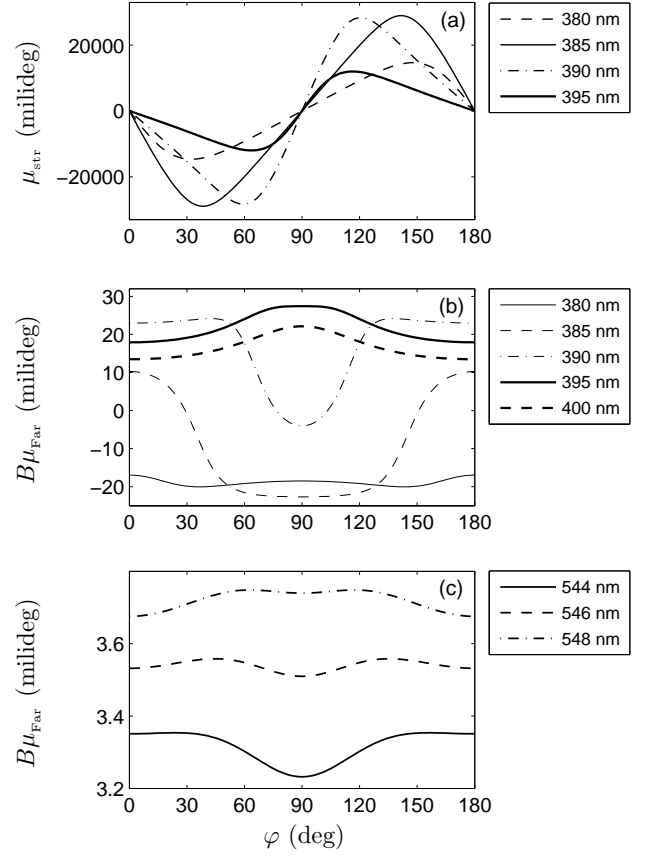 (a)
20000
0
−20000
μstr (milideg)
0 30 60 90 120 150 180
380 nm
385 nm
390 nm
395 nm
(b)
30
20
10
0
−10
−20
BμFar (milideg)
0 30 60 90 120 150 180
380 nm
385 nm
390 nm
395 nm
400 nm
(c)
3.6
3.4
3.2
BμFar (milideg)
0 30 60 90 120 150 180
φ (deg)
544 nm
546 nm
548 nm